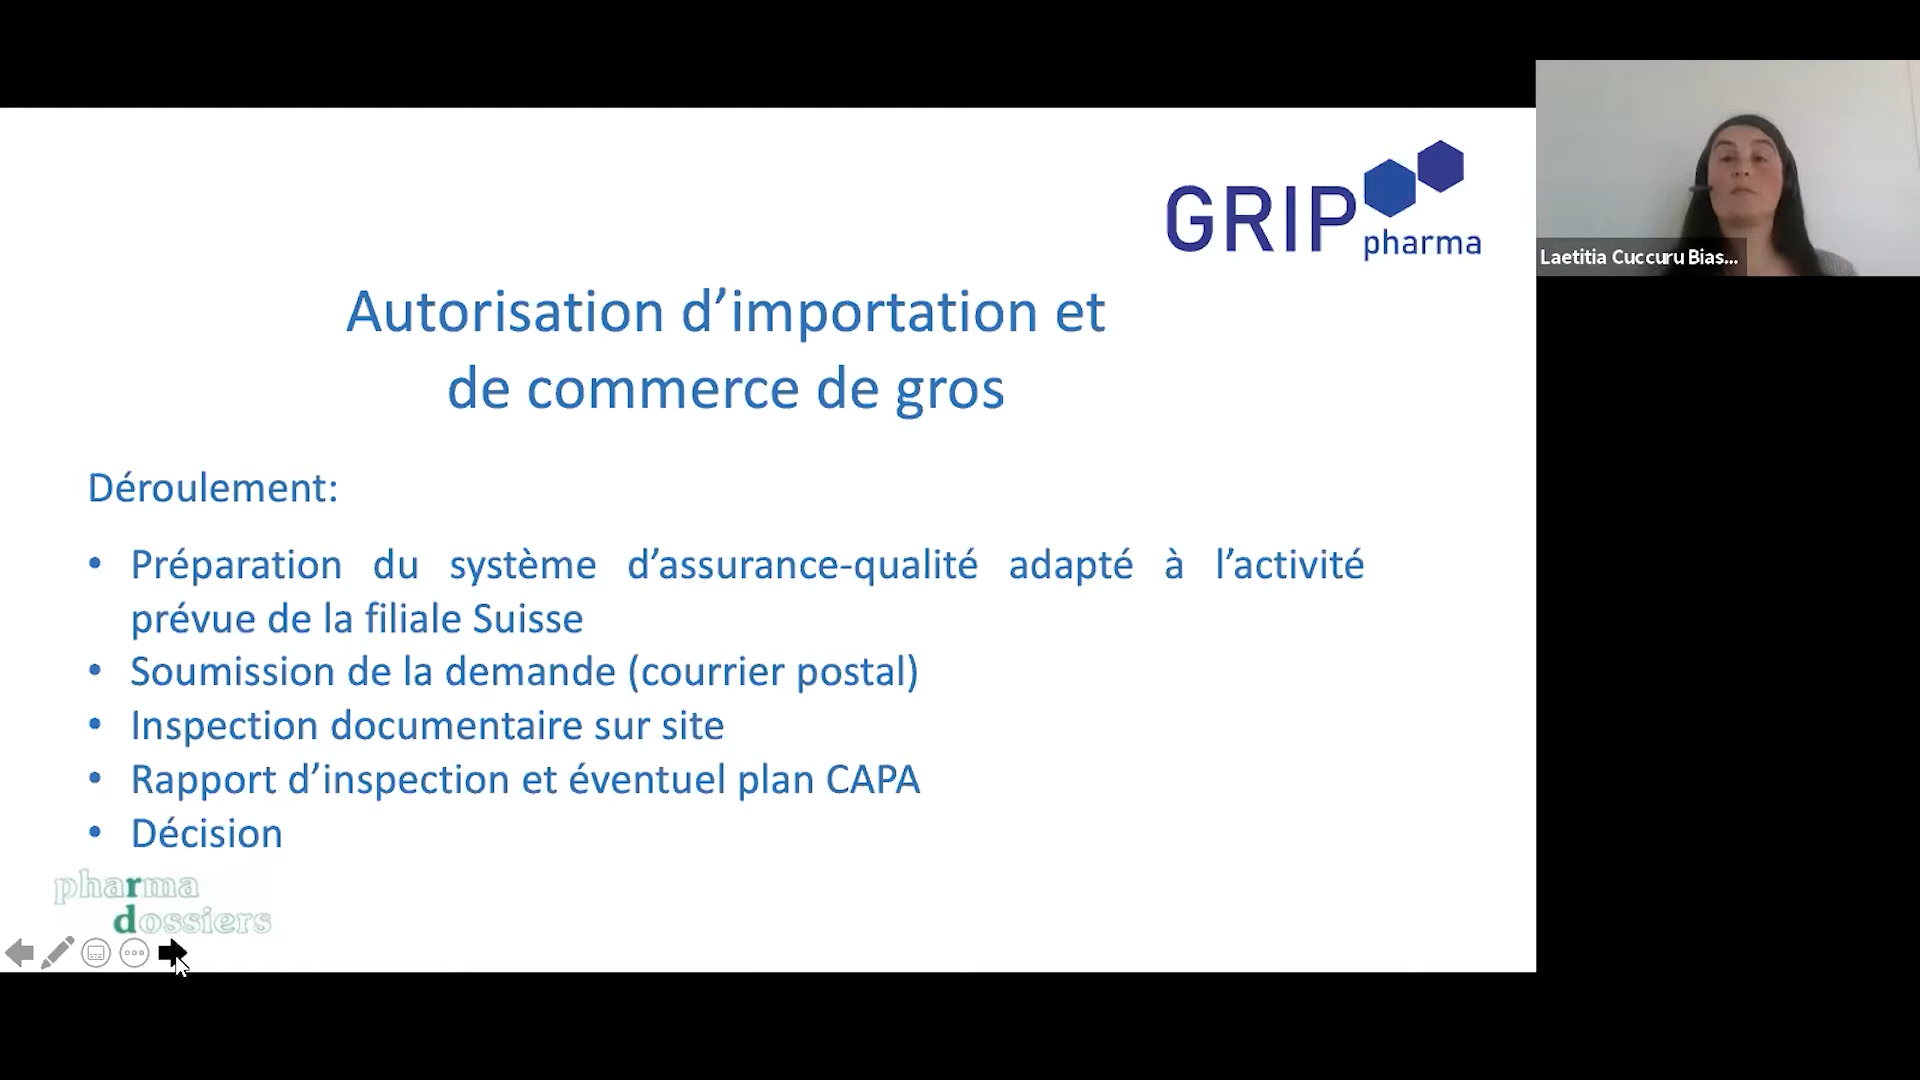 GRIP
pharma
Laetitia Cuccuru Bias...
Autorisation d’importation et
de commerce de gros
Déroulement:
• Préparation du système d’assurance-qualité adapté à l’activité
prévue de la filiale Suisse
• Soumission de la demande (courrier postal)
• Inspection documentaire sur site
• Rapport d’inspection et éventuel plan CAPA
• Décision
pharma
dossiers